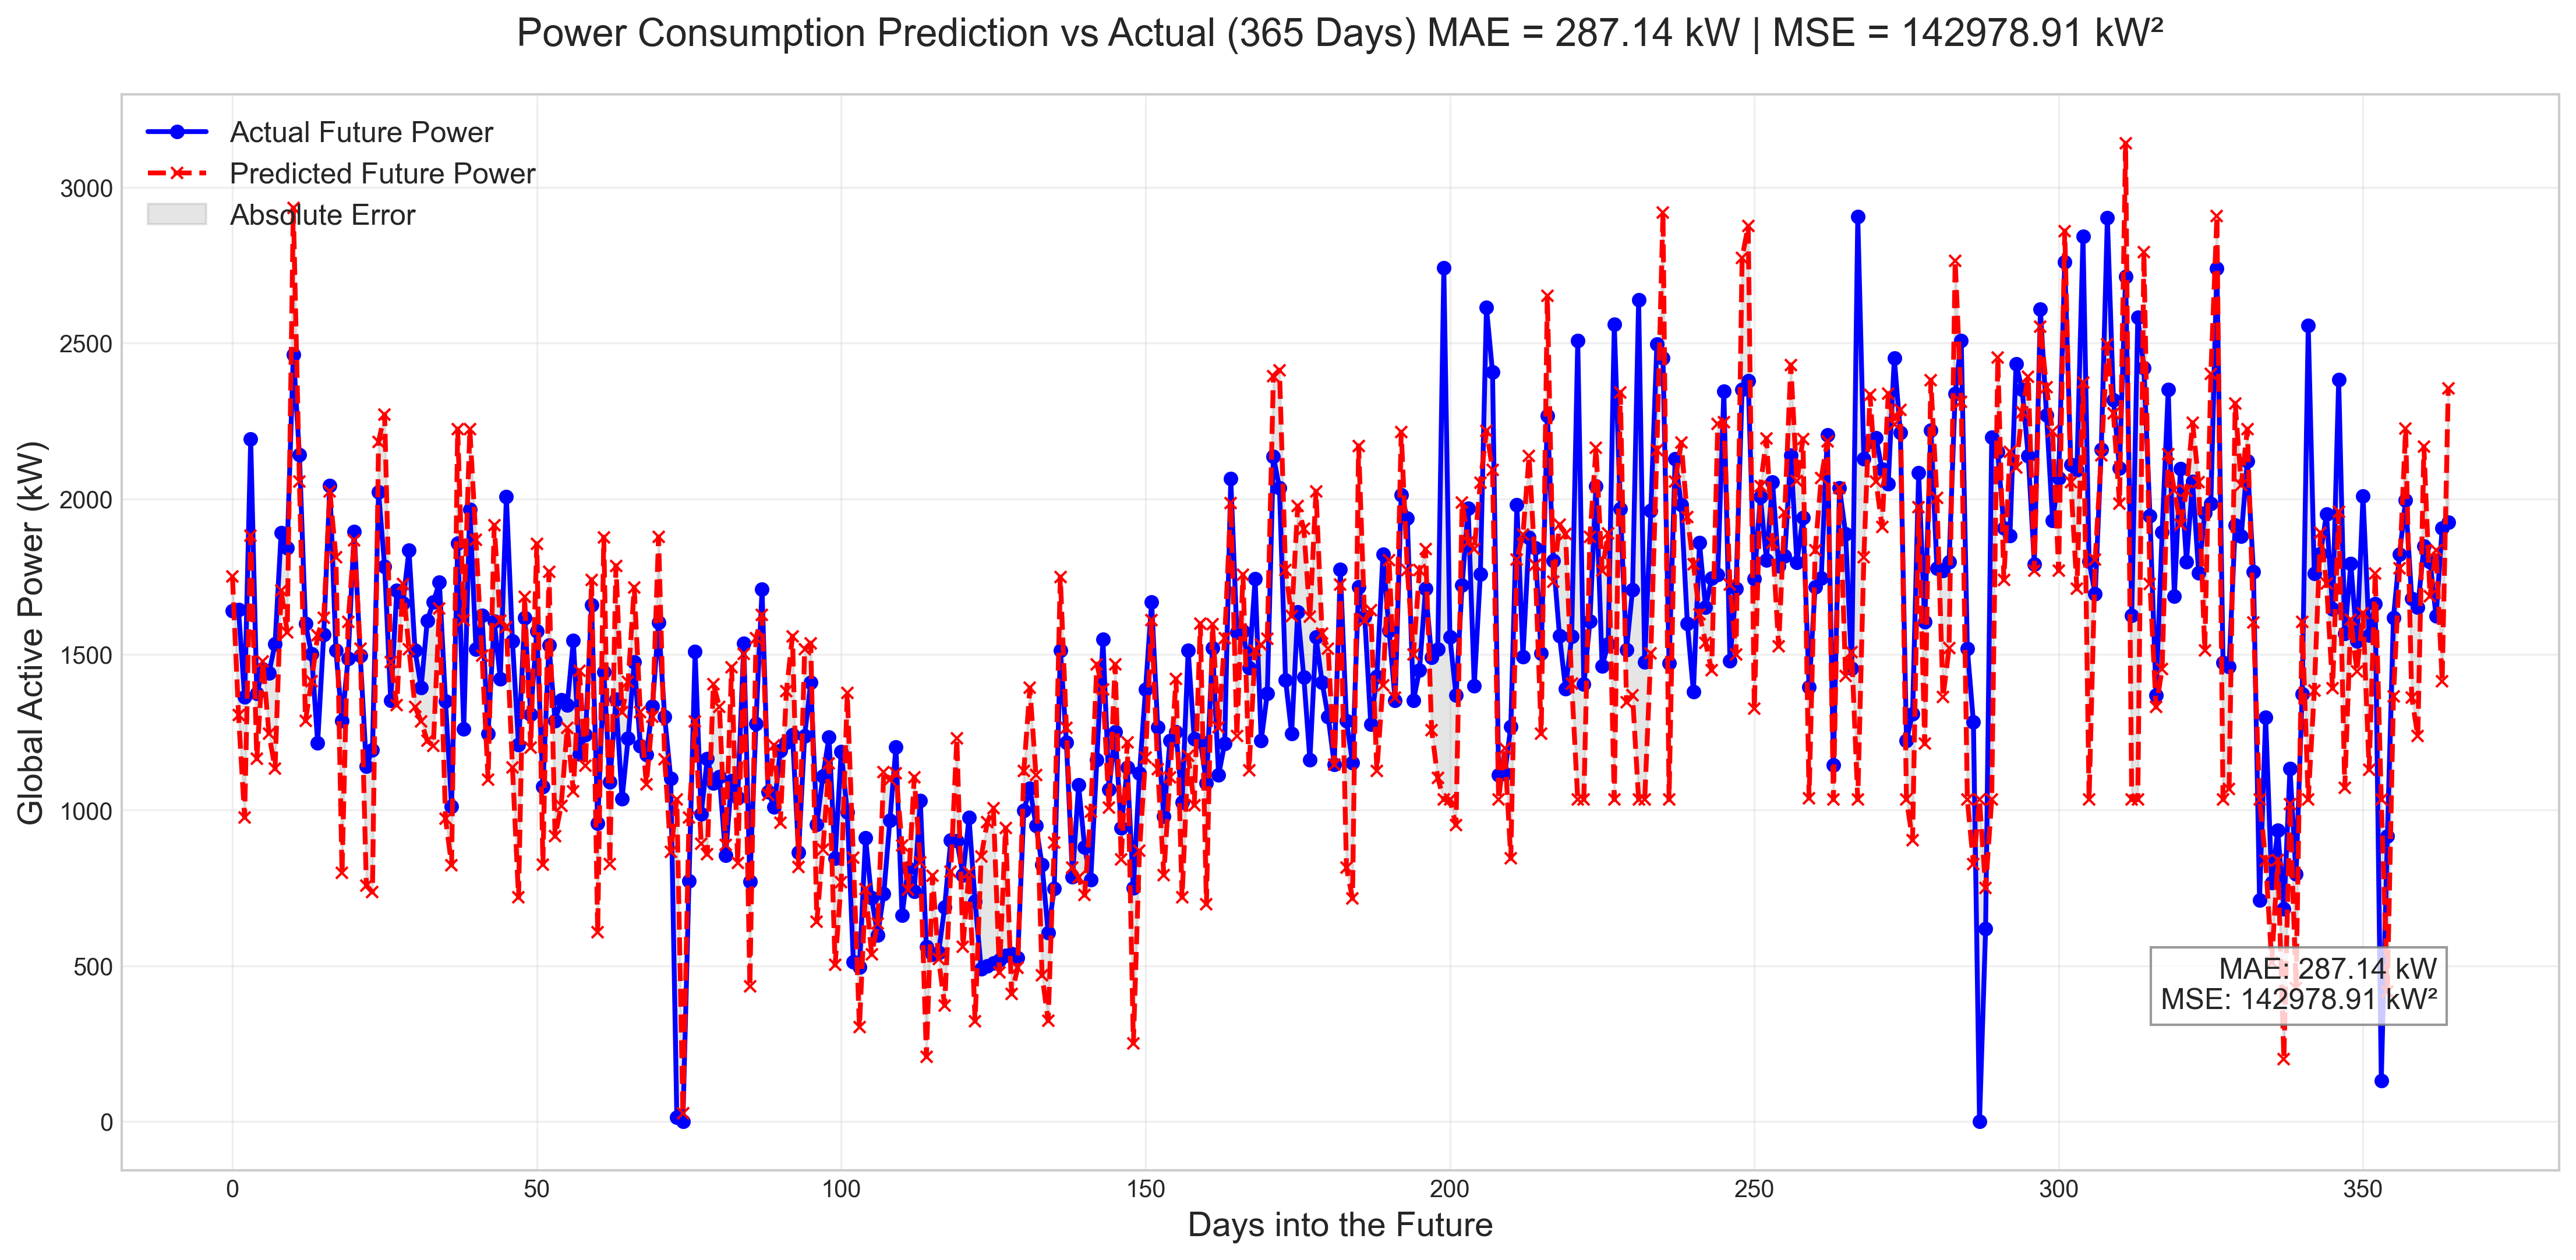 Power Consumption Prediction vs Actual (365 Days) MAE = 287.14 kW | MSE = 142978.91 kW²
Actual Future Power
Predicted Future Power
Absolute Error
Global Active Power (kW)
3000
2500
2000
1500
1000
500
0
MAE: 287.14 kW
MSE: 142978.91 kW²
0 50 100 150 200 250 300 350
Days into the Future